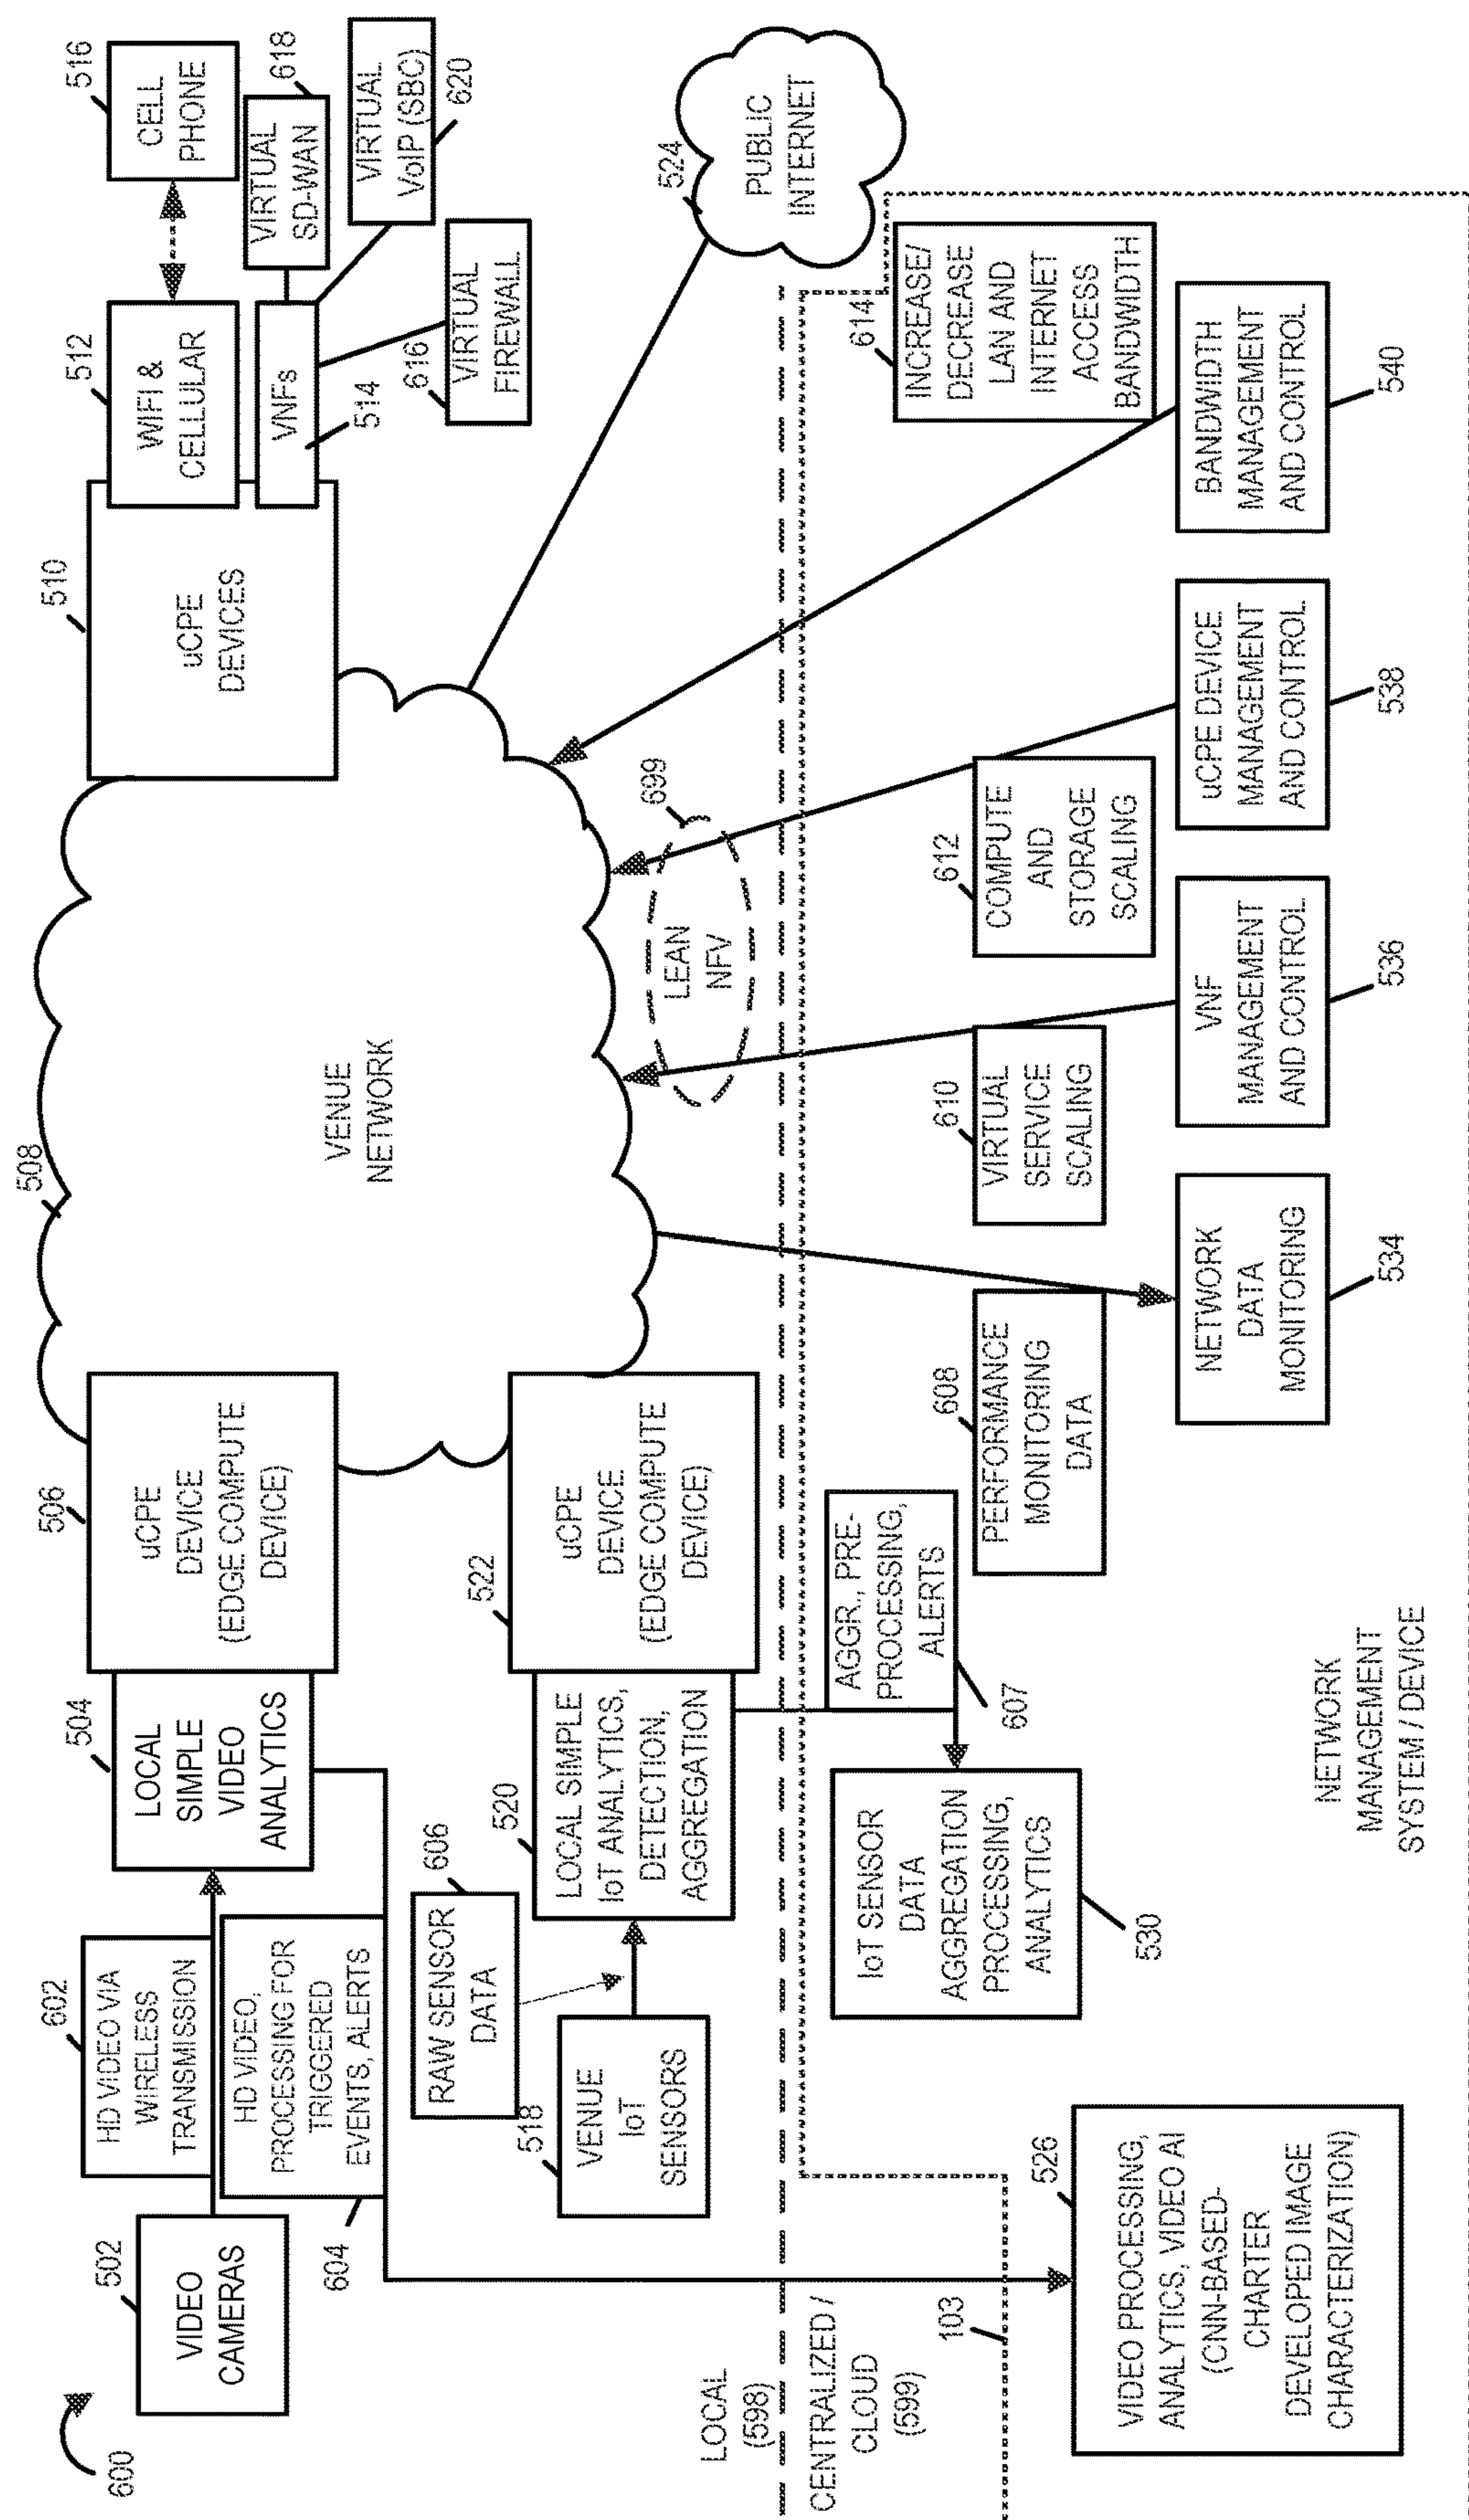 600
502
VIDEO
CAMERAS
602
HD VIDEO VIA
WIRELESS
TRANSMISSION
HD VIDEO,
PROCESSING FOR
TRIGGERED
EVENTS, ALERTS
604
504
LOCAL
SIMPLE
VIDEO
ANALYTICS
506
uCPE
DEVICE
(EDGE COMPUTE
DEVICE)
508
VENUE
NETWORK
510
uCPE
DEVICES
512
WIFI &
CELLULAR
516
CELL
PHONE
VNFs
514
VIRTUAL
SD-WAN
618
VIRTUAL
VoIP (SBC)
620
616
VIRTUAL
FIREWALL
606
RAW SENSOR
DATA
518
VENUE
IoT
SENSORS
520
LOCAL SIMPLE
IoT ANALYTICS,
DETECTION,
AGGREGATION
522
uCPE
DEVICE
(EDGE COMPUTE
DEVICE)
699
LEAN
NFV
524
PUBLIC
INTERNET
LOCAL
(598)
CENTRALIZED /
CLOUD
(599)
103
526
VIDEO PROCESSING,
ANALYTICS, VIDEO AI
(CNN-BASED-
CHARTER
DEVELOPED IMAGE
CHARACTERIZATION)
AGGR., PRE-
PROCESSING,
ALERTS
607
IoT SENSOR
DATA
AGGREGATION
PROCESSING,
ANALYTICS
530
608
PERFORMANCE
MONITORING
DATA
610
VIRTUAL
SERVICE
SCALING
612
COMPUTE
AND
STORAGE
SCALING
614
INCREASE/
DECREASE
LAN AND
INTERNET
ACCESS
BANDWIDTH
NETWORK
DATA
MONITORING
534
VNF
MANAGEMENT
AND CONTROL
536
uCPE DEVICE
MANAGEMENT
AND CONTROL
538
BANDWIDTH
MANAGEMENT
AND CONTROL
540
NETWORK
MANAGEMENT
SYSTEM / DEVICE